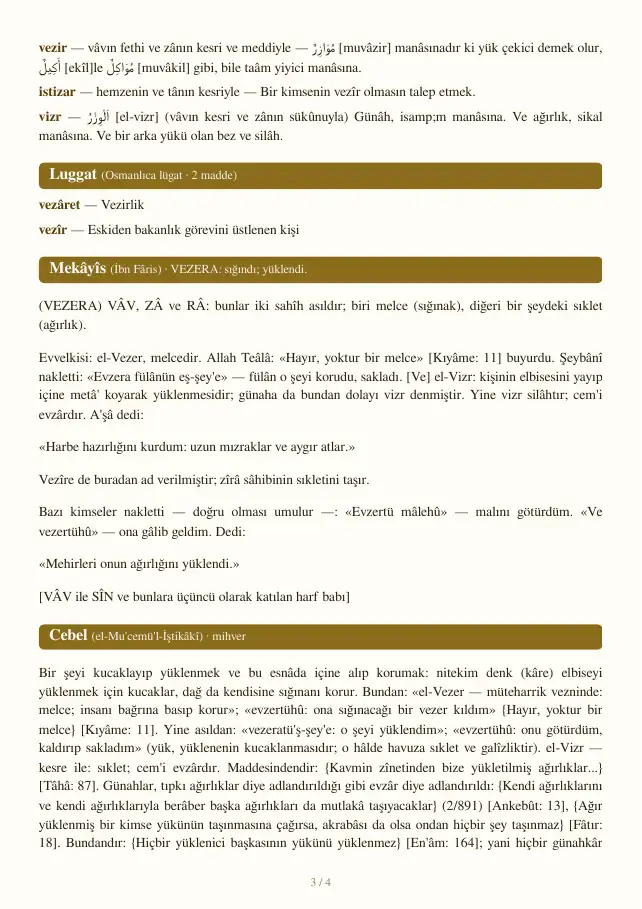 vezir — vâvın fethi ve zânın kesri ve meddiyle — مُوَازِرٌ [muvâzir] manâsınadır ki yük çekici demek olur,
أَكِيلٌ [ekîl]le مُوَاكِلٌ [muvâkil] gibi, bile taâm yiyici manâsına.
istizar — hemzenin ve tânın kesriyle — Bir kimsenin vezîr olmasın talep etmek.
vizr — اَلْوِزْرُ [el-vizr] (vâvın kesri ve zânın sükûnuyla) Günâh, isamp;m manâsına. Ve ağırlık, sikal
manâsına. Ve bir arka yükü olan bez ve silâh.
Luggat (Osmanlıca lügat · 2 madde)
vezâret — Vezirlik
vezîr — Eskiden bakanlık görevini üstlenen kişi
Mekâyîs (İbn Fâris) · VEZERA: sığındı; yüklendi.
(VEZERA) VÂV, ZÂ ve RÂ: bunlar iki sahîh asıldır; biri melce (sığınak), diğeri bir şeydeki sıklet
(ağırlık).
Evvelkisi: el-Vezer, melcedir. Allah Teâlâ: «Hayır, yoktur bir melce» [Kıyâme: 11] buyurdu. Şeybânî
nakletti: «Evzera fülânün eş-şey'e» — fülân o şeyi korudu, sakladı. [Ve] el-Vizr: kişinin elbisesini yayıp
içine metâ' koyarak yüklenmesidir; günaha da bundan dolayı vizr denmiştir. Yine vizr silâhtır; cem'i
evzârdır. A'şâ dedi:
«Harbe hazırlığını kurdum: uzun mızraklar ve aygır atlar.»
Vezîre de buradan ad verilmiştir; zîrâ sâhibinin sıkletini taşır.
Bazı kimseler nakletti — doğru olması umulur —: «Evzertü mâlehû» — malını götürdüm. «Ve
vezertühû» — ona gâlib geldim. Dedi:
«Mehirleri onun ağırlığını yüklendi.»
[VÂV ile SÎN ve bunlara üçüncü olarak katılan harf babı]
Cebel (el-Mu'cemü'l-İştikâkî) · mihver
Bir şeyi kucaklayıp yüklenmek ve bu esnâda içine alıp korumak: nitekim denk (kâre) elbiseyi
yüklenmek için kucaklar, dağ da kendisine sığınanı korur. Bundan: «el-Vezer — müteharrik vezninde:
melce; insanı bağrına basıp korur»; «evzertühû: ona sığınacağı bir vezer kıldım» {Hayır, yoktur bir
melce} [Kıyâme: 11]. Yine asıldan: «vezeratü'ş-şey'e: o şeyi yüklendim»; «evzertühû: onu götürdüm,
kaldırıp sakladım» (yük, yüklenenin kucaklanmasıdır; o hâlde havuza sıklet ve galîzliktir). el-Vizr —
kesre ile: sıklet; cem'i evzârdır. Maddesindendir: {Kavmin zînetinden bize yükletilmiş ağırlıklar...}
[Tâhâ: 87]. Günahlar, tıpkı ağırlıklar diye adlandırıldığı gibi evzâr diye adlandırıldı: {Kendi ağırlıklarını
ve kendi ağırlıklarıyla berâber başka ağırlıkları da mutlakâ taşıyacaklar} (2/891) [Ankebût: 13], {Ağır
yüklenmiş bir kimse yükünün taşınmasına çağırsa, akrabâsı da olsa ondan hiçbir şey taşınmaz} [Fâtır:
18]. Bundandır: {Hiçbir yüklenici başkasının yükünü yüklenmez} [En'âm: 164]; yani hiçbir günahkâr
3 / 4